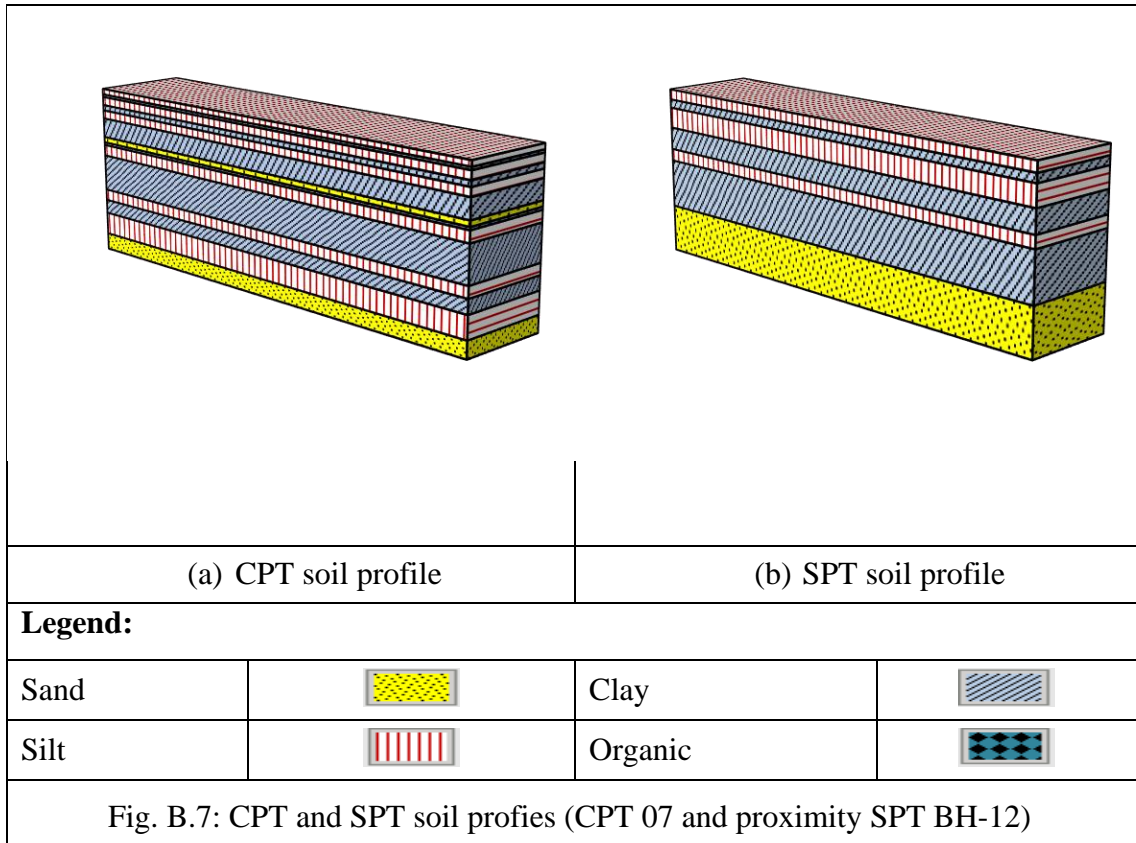 (a) CPT soil profile
(b) SPT soil profile
Legend:
Sand
Clay
Silt
Organic
Fig. B.7: CPT and SPT soil profies (CPT 07 and proximity SPT BH-12)